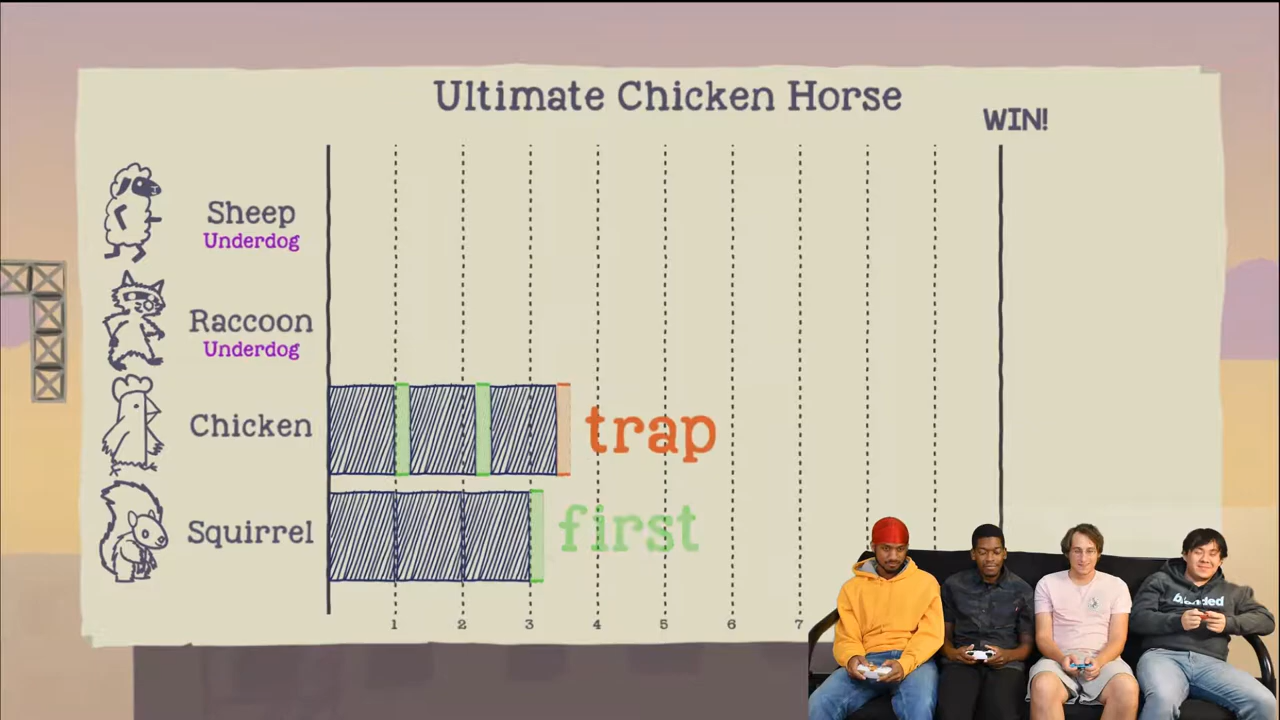 Ultimate Chicken Horse
WIN!
Sheep
Underdog
Raccoon
Underdog
Chicken
trap
Squirrel
first
1 2 3 4 5 6 7